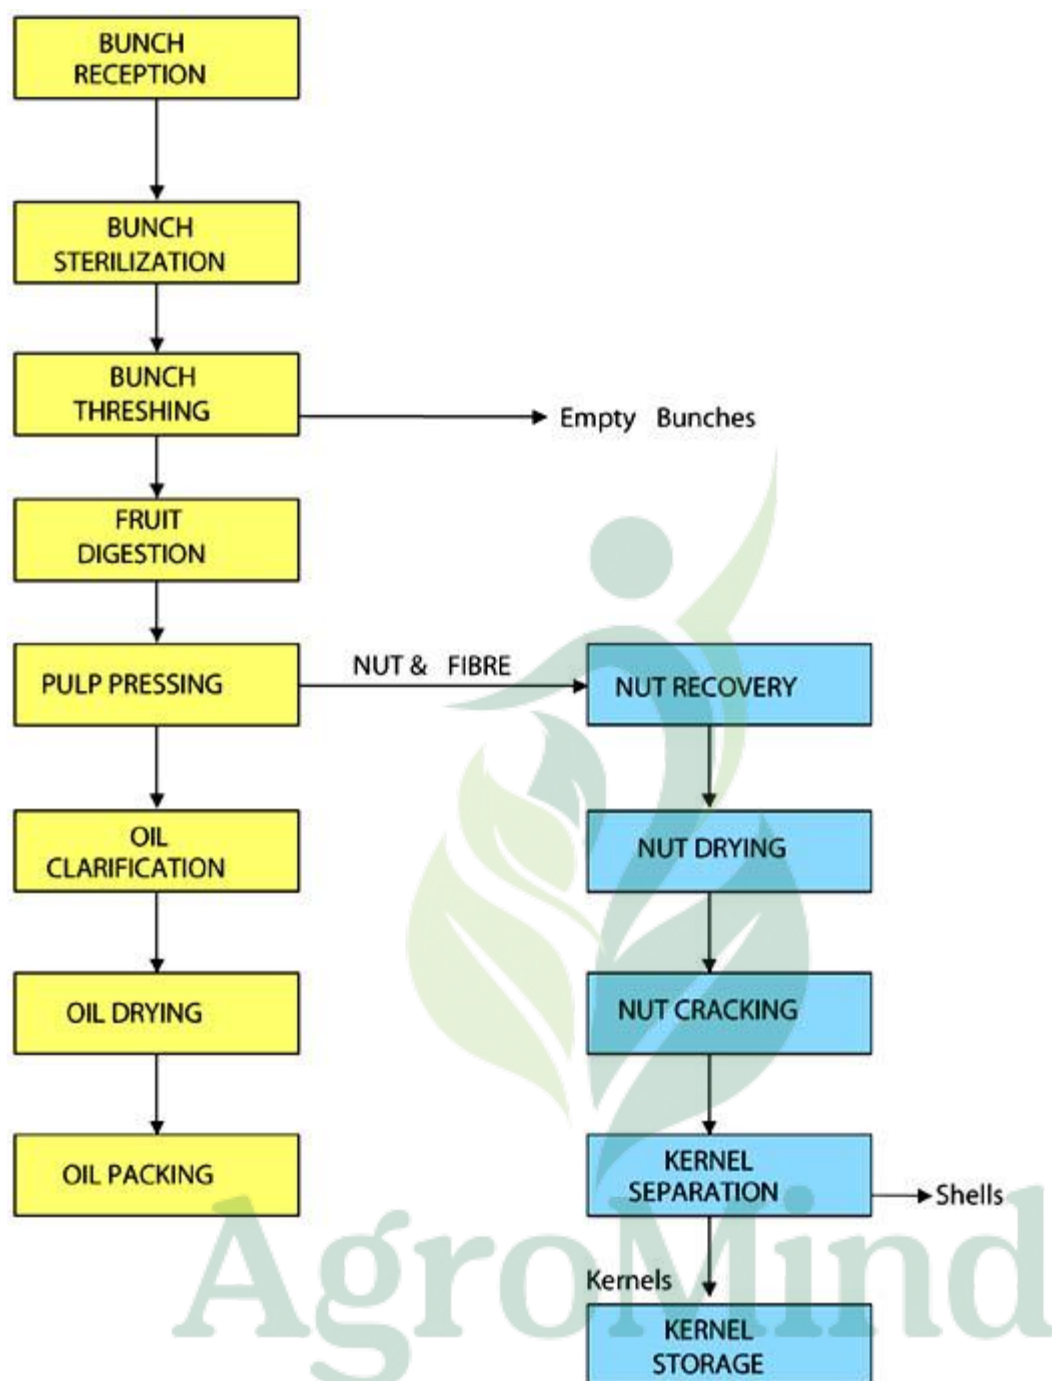 BUNCH
RECEPTION
BUNCH
STERILIZATION
BUNCH
THRESHING
Empty Bunches
FRUIT
DIGESTION
PULP PRESSING
NUT & FIBRE
NUT RECOVERY
OIL
CLARIFICATION
NUT DRYING
OIL DRYING
NUT CRACKING
OIL PACKING
KERNEL
SEPARATION
Shells
Kernels
KERNEL
STORAGE
AgroMind